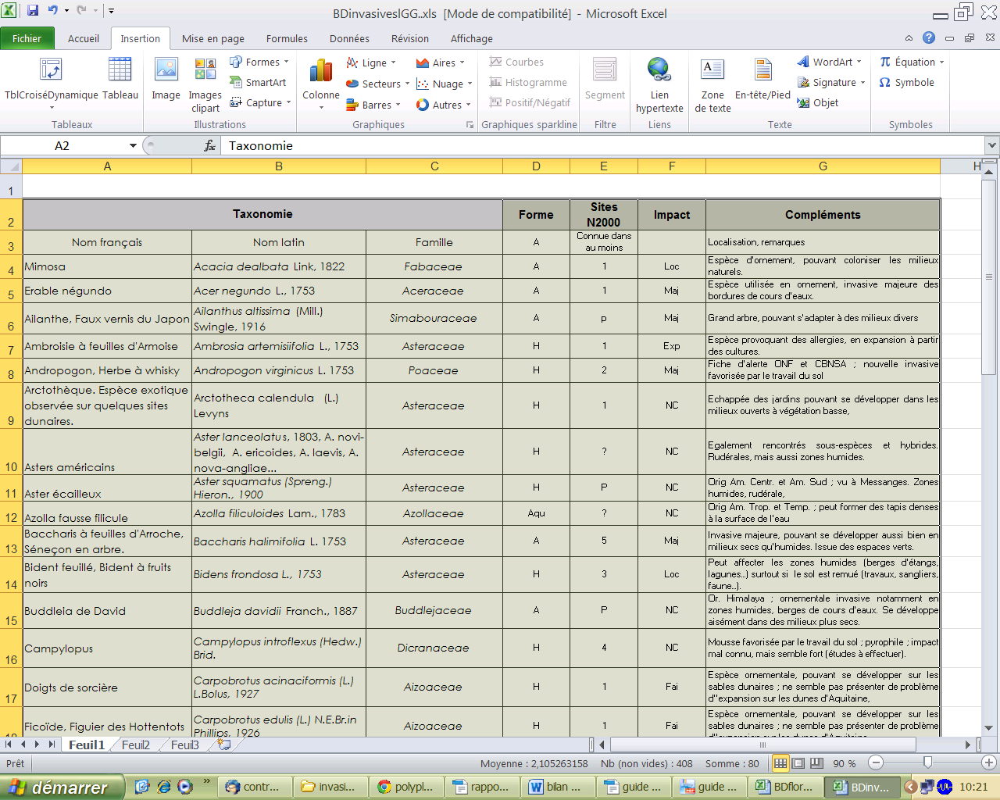 BDinvasivesIGG..xls [Mode de compatibilité] - Microsoft Excel
Fichier Accueil Insertion Mise en page Formules Données Révision Affichage
TblCroiséDynamique Tableau
Tableaux
Image Images clipart Formes SmartArt Capture
Illustrations
Colonne Ligne Secteurs Barres Aires Nuage Autres
Graphiques
Courbes Histogramme Positif/Négatif
Graphiques sparkline
Segment
Filtre
Lien hypertexte
Liens
Zone de texte En-tête/Pied WordArt Signature Objet
Texte
Équation Symbole
Symboles
A2 fx Taxonomie
A B C D E F G H
1
2 Taxonomie Forme Sites N2000 Impact Compléments
3 Nom français Nom latin Famille A Connue dans au moins Localisation, remarques
4 Mimosa Acacia dealbata Link, 1822 Fabaceae A 1 Loc Espèce d'ornement, pouvant coloniser les milieux naturels.
5 Erable négundo Acer negundo L., 1753 Aceraceae A 1 Maj Espèce utilisée en ornement, invasive majeure des bordures de cours d'eaux.
6 Ailanthe, Faux vernis du Japon Ailanthus altissima (Mill.) Swingle, 1916 Simabouraceae A p Maj Grand arbre, pouvant s'adapter à des milieux divers
7 Ambroisie à feuilles d'Armoise Ambrosia artemisiifolia L., 1753 Asteraceae H 1 Exp Espèce provoquant des allergies, en expansion à partir des cultures.
8 Andropogon, Herbe à whisky Andropogon virginicus L. 1753 Poaceae H 2 Maj Fiche d'alerte ONF et CBNSA ; nouvelle invasive favorisée par le travail du sol
9 Arctothèque. Espèce exotique observée sur quelques sites dunaires. Arctotheca calendula (L.) Levyns Asteraceae H 1 NC Echappée des jardins pouvant se développer dans les milieux ouverts à végétation basse,
10 Asters américains Aster lanceolatus, 1803, A. novi-belgii, A. ericoides, A. laevis, A. nova-angliae... Asteraceae H ? NC Egalement rencontrés sous-espèces et hybrides. Rudérales, mais aussi zones humides.
11 Aster écailleux Aster squamatus (Spreng.) Hieron., 1900 Asteraceae H P NC Orig Am. Centr. et Am. Sud ; vu à Messanges. Zones humides, rudérale,
12 Azolla fausse filicule Azolla filiculoides Lam., 1783 Azollaceae Aqu ? NC Orig Am. Trop. et Temp. ; peut former des tapis denses à la surface de l'eau
13 Baccharis à feuilles d'Arroche, Séneçon en arbre. Baccharis halimifolia L. 1753 Asteraceae A 5 Maj Invasive majeure, pouvant se développer aussi bien en milieux secs qu'humides. Issue des espaces verts.
14 Bident feuillé, Bident à fruits noirs Bidens frondosa L., 1753 Asteraceae H 3 Loc Peut affecter les zones humides (berges d'étangs, lagunes...) surtout si le sol est remué (travaux, sangliers, faune...).
15 Buddleia de David Buddleja davidii Franch., 1887 Buddlejaceae A P NC Or. Himalaya ; ornementale invasive notamment en zones humides, berges de cours d'eaux. Se développe aisément dans des milieux plus secs.
16 Campylopus Campylopus introflexus (Hedw.) Brid. Dicranaceae H 4 NC Mousse favorisée par le travail du sol ; pyrophile ; impact mal connu, mais semble fort (études à effectuer).
17 Doigts de sorcière Carpobrotus acinaciformis (L.) L.Bolus, 1927 Aizoaceae H 1 Fai Espèce ornementale, pouvant se développer sur les sables dunaires ; ne semble pas présenter de problème d''expansion sur les dunes d'Aquitaine,
18 Ficoïde, Figuier des Hottentots Carpobrotus edulis (L.) N.E.Br.in Phillips, 1926 Aizoaceae H 1 Fai Espèce ornementale, pouvant se développer sur les sables dunaires ; ne semble pas présenter de problème d''expansion sur les dunes d'Aquitaine,
Feuil1 Feuil2 Feuil3
Prêt Moyenne : 2,105263158 Nb (non vides) : 408 Somme : 80 90 %
démarrer contr... invasi... polypl... rappo... bilan ... guide ... guide ... BDflor... BDinv... 10:21